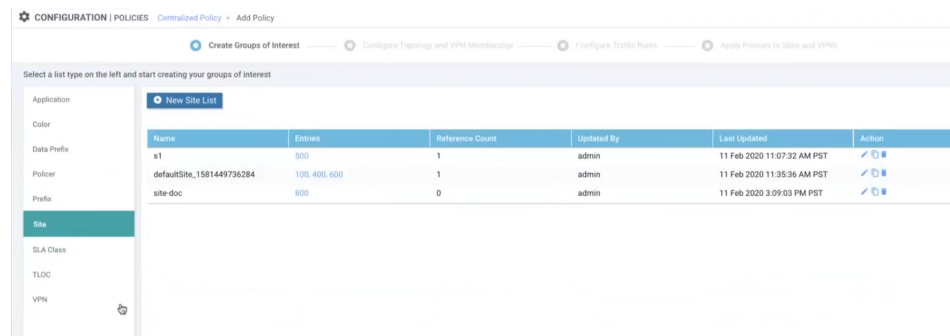 CONFIGURATION | POLICIES Centralized Policy > Add Policy
Create Groups of Interest Configure Topology and VPN Membership Configure Traffic Rules Apply Policies to Sites and VPNs
Select a list type on the left and start creating your groups of interest
Application
Color
Data Prefix
Policer
Prefix
Site
SLA Class
TLOC
VPN
New Site List
Name Entries Reference Count Updated By Last Updated Action
s1 500 1 admin 11 Feb 2020 11:07:32 AM PST
defaultSite_1581449736284 100, 400, 600 1 admin 11 Feb 2020 11:35:36 AM PST
site-doc 800 0 admin 11 Feb 2020 3:09:03 PM PST